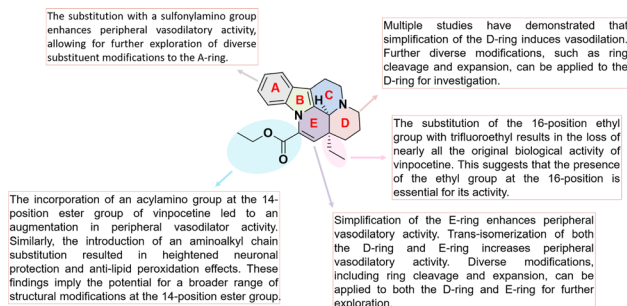 The substitution with a sulfonylamino group
enhances peripheral vasodilatory activity,
allowing for further exploration of diverse
substituent modifications to the A-ring.
Multiple studies have demonstrated that
simplification of the D-ring induces vasodilation.
Further diverse modifications, such as ring
cleavage and expansion, can be applied to the
D-ring for investigation.
A
B
C
H
N
N
E
D
O
O
The substitution of the 16-position ethyl
group with trifluoroethyl results in the loss of
nearly all the original biological activity of
vinpocetine. This suggests that the presence
of the ethyl group at the 16-position is
essential for its activity.
The incorporation of an acylamino group at the 14-
position ester group of vinpocetine led to an
augmentation in peripheral vasodilator activity.
Similarly, the introduction of an aminoalkyl chain
substitution resulted in heightened neuronal
protection and anti-lipid peroxidation effects. These
findings imply the potential for a broader range of
structural modifications at the 14-position ester group.
Simplification of the E-ring enhances peripheral
vasodilatory activity. Trans-isomerization of both
the D-ring and E-ring increases peripheral
vasodilatory activity. Diverse modifications,
including ring cleavage and expansion, can be
applied to both the D-ring and E-ring for further
exploration.